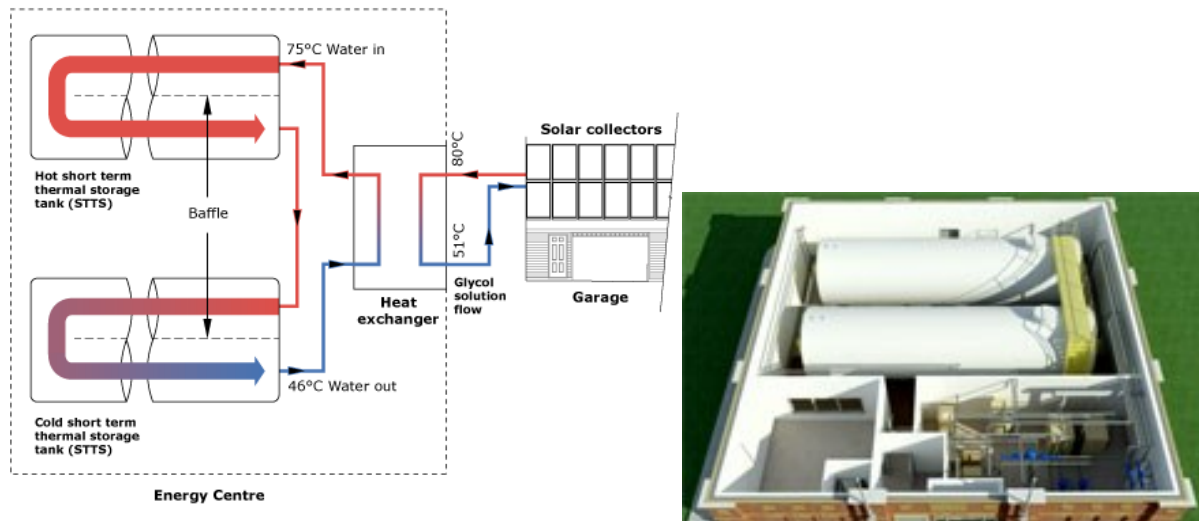 75°C Water in
Hot short term
thermal storage
tank (STTS)
Baffle
Cold short term
thermal storage
tank (STTS)
46°C Water out
Energy Centre
Heat
exchanger
80°C
51°C
Glycol
solution
flow
Solar collectors
Garage